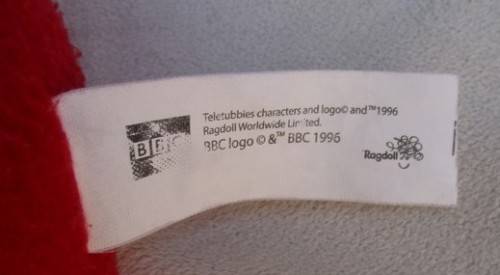 Teletubbies characters and logo© and ™1996
Ragdoll Worldwide Limited.
BBC logo © & ™ BBC 1996
BBC
Ragdoll